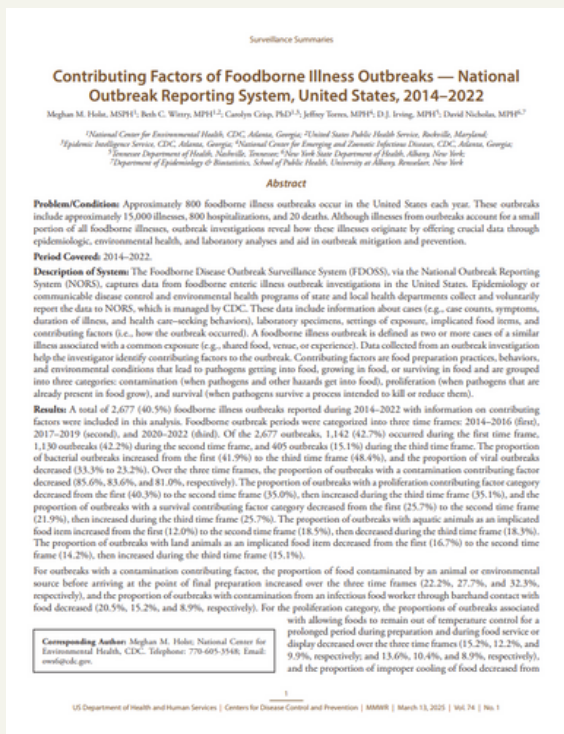 Surveillance Summaries
Contributing Factors of Foodborne Illness Outbreaks — National
Outbreak Reporting System, United States, 2014–2022
Meghan M. Holst, MSPH1; Beth C. Wittry, MPH1,2; Carolyn Crisp, PhD1,3; Jeffrey Torres, MPH4; D.J. Irving, MPH5; David Nicholas, MPH6,7
1National Center for Environmental Health, CDC, Atlanta, Georgia; 2United States Public Health Service, Rockville, Maryland;
3Epidemic Intelligence Service, CDC, Atlanta, Georgia; 4National Center for Emerging and Zoonotic Infectious Diseases, CDC, Atlanta, Georgia;
5Tennessee Department of Health, Nashville, Tennessee; 6New York State Department of Health, Albany, New York;
7Department of Epidemiology & Biostatistics, School of Public Health, University at Albany, Rensselaer, New York
Abstract
Problem/Condition: Approximately 800 foodborne illness outbreaks occur in the United States each year. These outbreaks
include approximately 15,000 illnesses, 800 hospitalizations, and 20 deaths. Although illnesses from outbreaks account for a small
portion of all foodborne illnesses, outbreak investigations reveal how these illnesses originate by offering crucial data through
epidemiologic, environmental health, and laboratory analyses and aid in outbreak mitigation and prevention.
Period Covered: 2014–2022.
Description of System: The Foodborne Disease Outbreak Surveillance System (FDOSS), via the National Outbreak Reporting
System (NORS), captures data from foodborne enteric illness outbreak investigations in the United States. Epidemiology or
communicable disease control and environmental health programs of state and local health departments collect and voluntarily
report the data to NORS, which is managed by CDC. These data include information about cases (e.g., case counts, symptoms,
duration of illness, and health care–seeking behaviors), laboratory specimens, settings of exposure, implicated food items, and
contributing factors (i.e., how the outbreak occurred). A foodborne illness outbreak is defined as two or more cases of a similar
illness associated with a common exposure (e.g., shared food, venue, or experience). Data collected from an outbreak investigation
help the investigator identify contributing factors to the outbreak. Contributing factors are food preparation practices, behaviors,
and environmental conditions that lead to pathogens getting into food, growing in food, or surviving in food and are grouped
into three categories: contamination (when pathogens and other hazards get into food), proliferation (when pathogens that are
already present in food grow), and survival (when pathogens survive a process intended to kill or reduce them).
Results: A total of 2,677 (40.5%) foodborne illness outbreaks reported during 2014–2022 with information on contributing
factors were included in this analysis. Foodborne outbreak periods were categorized into three time frames: 2014–2016 (first),
2017–2019 (second), and 2020–2022 (third). Of the 2,677 outbreaks, 1,142 (42.7%) occurred during the first time frame,
1,130 outbreaks (42.2%) during the second time frame, and 405 outbreaks (15.1%) during the third time frame. The proportion
of bacterial outbreaks increased from the first (41.9%) to the third time frame (48.4%), and the proportion of viral outbreaks
decreased (33.3% to 23.2%). Over the three time frames, the proportion of outbreaks with a contamination contributing factor
decreased (85.6%, 83.6%, and 81.0%, respectively). The proportion of outbreaks with a proliferation contributing factor category
decreased from the first (40.3%) to the second time frame (35.0%), then increased during the third time frame (35.1%), and the
proportion of outbreaks with a survival contributing factor category decreased from the first (25.7%) to the second time frame
(21.9%), then increased during the third time frame (25.7%). The proportion of outbreaks with aquatic animals as an implicated
food item increased from the first (12.0%) to the second time frame (18.5%), then decreased during the third time frame (18.3%).
The proportion of outbreaks with land animals as an implicated food item decreased from the first (16.7%) to the second time
frame (14.2%), then increased during the third time frame (15.1%).
For outbreaks with a contamination contributing factor, the proportion of food contaminated by an animal or environmental
source before arriving at the point of final preparation increased over the three time frames (22.2%, 27.7%, and 32.3%,
respectively), and the proportion of outbreaks with contamination from an infectious food worker through barehand contact with
food decreased (20.5%, 15.2%, and 8.9%, respectively). For the proliferation category, the proportions of outbreaks associated
with allowing foods to remain out of temperature control for a
prolonged period during preparation and during food service or
display decreased over the three time frames (15.2%, 12.2%, and
9.9%, respectively; and 13.6%, 10.4%, and 8.9%, respectively),
and the proportion of improper cooling of food decreased from
Corresponding Author: Meghan M. Holst; National Center for
Environmental Health, CDC. Telephone: 770-605-3548; Email:
owo6@cdc.gov.
1
US Department of Health and Human Services | Centers for Disease Control and Prevention | MMWR | March 13, 2025 | Vol. 74 | No. 1